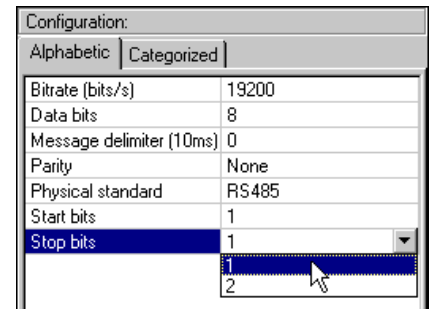 Configuration:
Alphabetic Categorized
Bitrate (bits/s) 19200
Data bits 8
Message delimiter (10ms) 0
Parity None
Physical standard RS485
Start bits 1
Stop bits 1
1
2